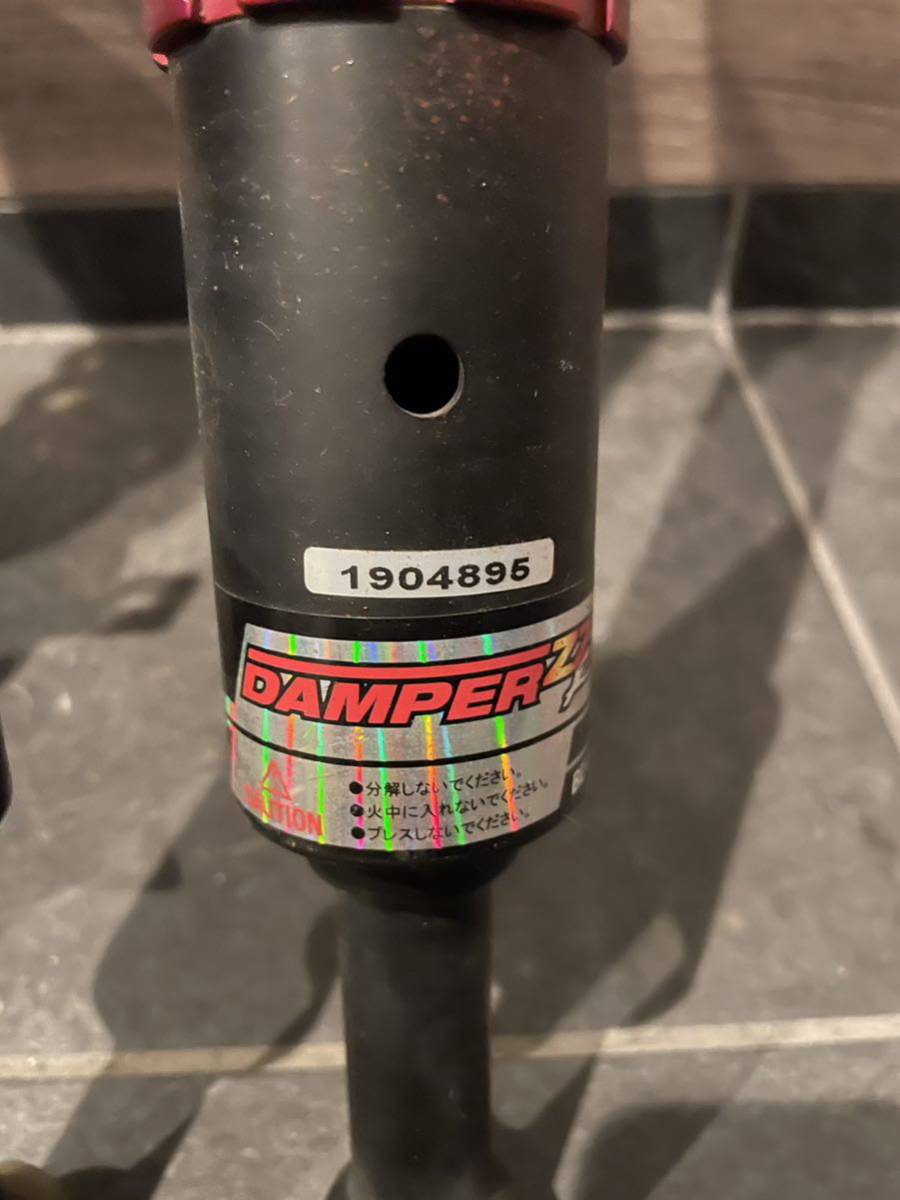 1904895
DAMPER ZZ
CAUTION
●分解しないでください。
●火中に入れないでください。
●プレスしないでください。